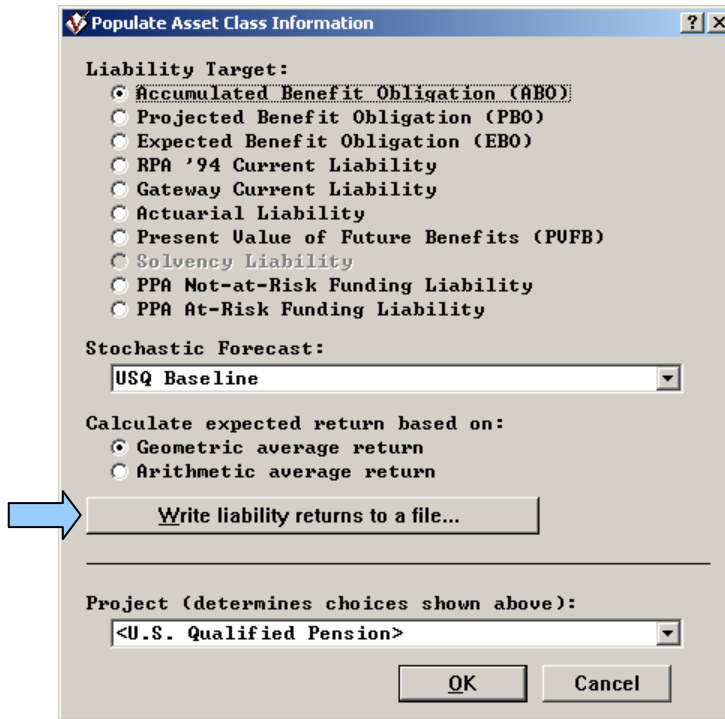 Populate Asset Class Information
Liability Target:
Accumulated Benefit Obligation (ABO)
Projected Benefit Obligation (PBO)
Expected Benefit Obligation (EBO)
RPA '94 Current Liability
Gateway Current Liability
Actuarial Liability
Present Value of Future Benefits (PVFB)
Solvency Liability
PPA Not-at-Risk Funding Liability
PPA At-Risk Funding Liability
Stochastic Forecast:
USQ Baseline
Calculate expected return based on:
Geometric average return
Arithmetic average return
Write liability returns to a file...
Project (determines choices shown above):
<U.S. Qualified Pension>
OK Cancel